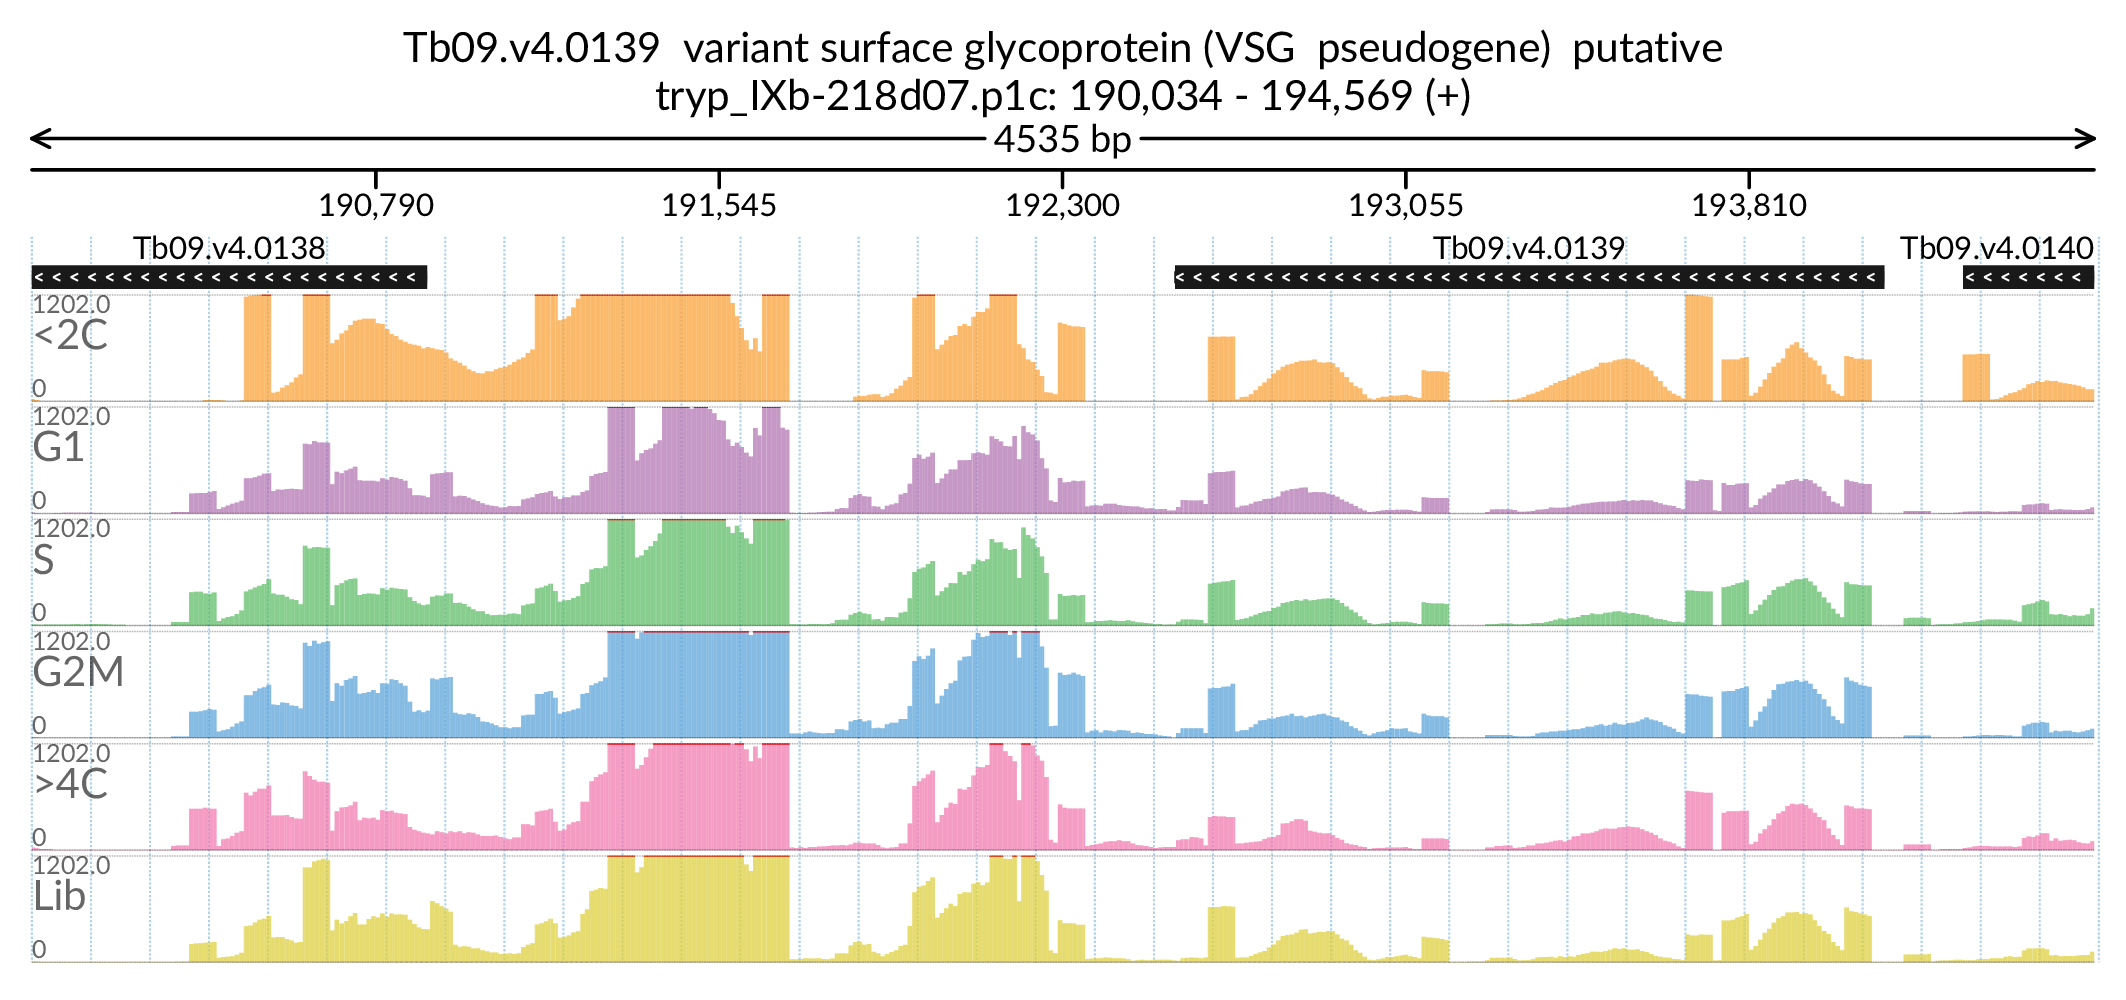 Tb09.v4.0139  variant surface glycoprotein (VSG  pseudogene)  putative
tryp_IXb-218d07.p1c: 190,034 - 194,569 (+)
4535 bp
190,790 191,545 192,300 193,055 193,810
Tb09.v4.0138 Tb09.v4.0139 Tb09.v4.0140
1202.0
<2C
0
1202.0
G1
0
1202.0
S
0
1202.0
G2M
0
1202.0
>4C
0
1202.0
Lib
0